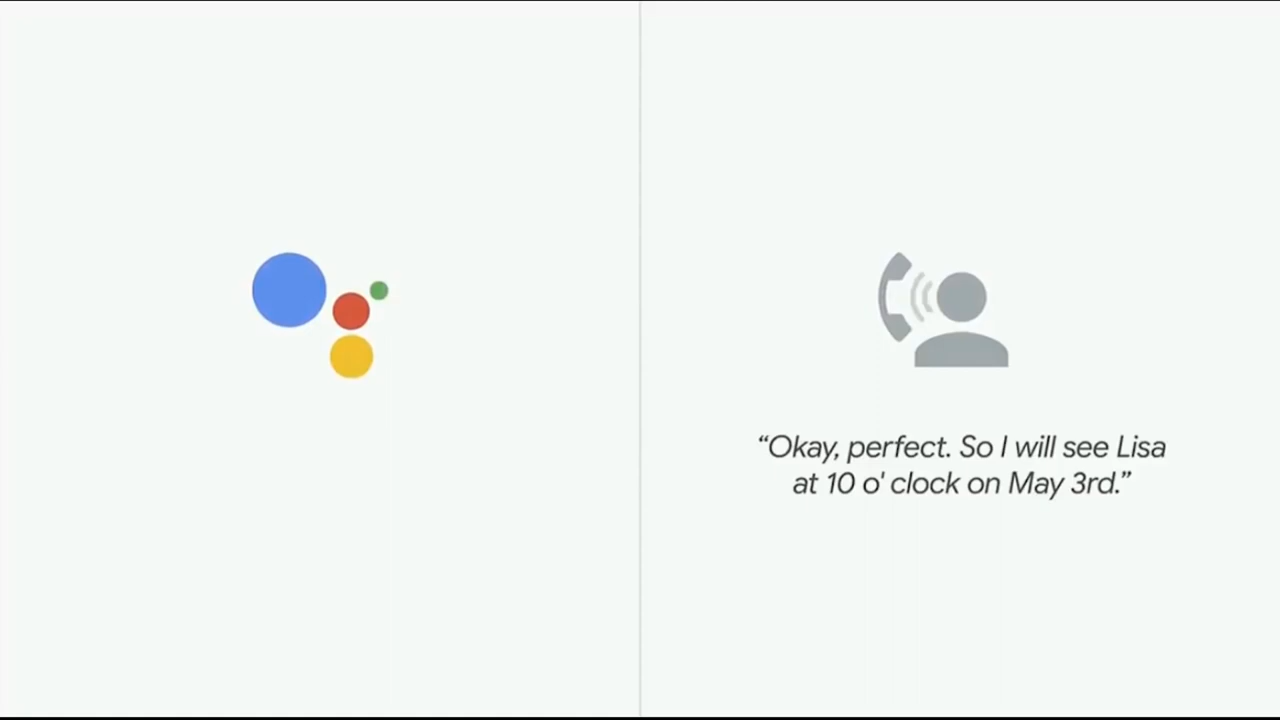 “Okay, perfect. So I will see Lisa
at 10 o' clock on May 3rd.”